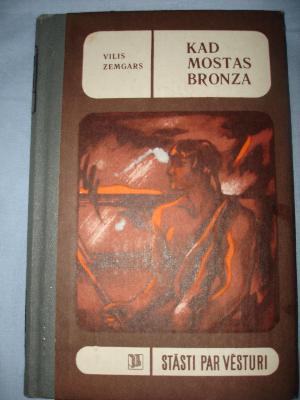 VILIS
ZEMGARS
KAD
MOSTAS
BRONZA
STĀSTI PAR VĒSTURI